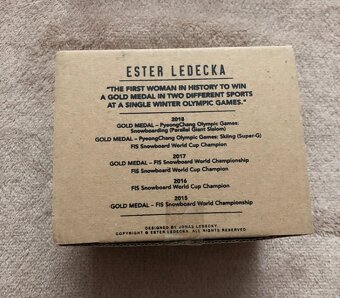 ESTER LEDECKA
"THE FIRST WOMAN IN HISTORY TO WIN
A GOLD MEDAL IN TWO DIFFERENT SPORTS
AT A SINGLE WINTER OLYMPIC GAMES."
2018
GOLD MEDAL – PyeongChang Olympic Games:
Snowboarding (Parallel Giant Slalom)
GOLD MEDAL – PyeongChang Olympic Games: Skiing (Super-G)
FIS Snowboard World Cup Champion
2017
GOLD MEDAL – FIS Snowboard World Championship
FIS Snowboard World Cup Champion
2016
FIS Snowboard World Cup Champion
2015
GOLD MEDAL – FIS Snowboard World Championship
DESIGNED BY JONAS LEDECKY.
COPYRIGHT © ESTER LEDECKA. ALL RIGHTS RESERVED